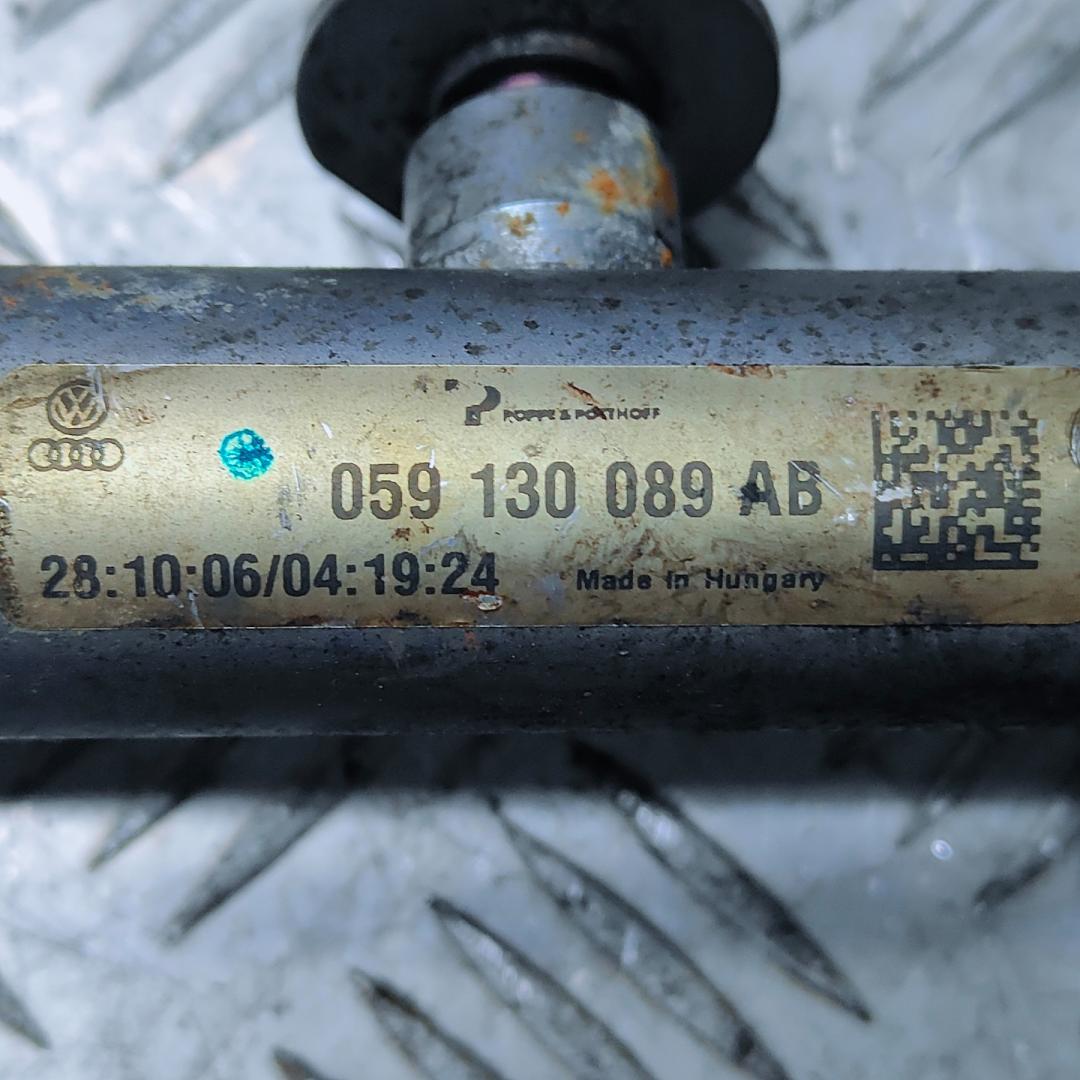 POPPE & POTTHOFF
059 130 089 AB
28:10:06/04:19:24
Made in Hungary